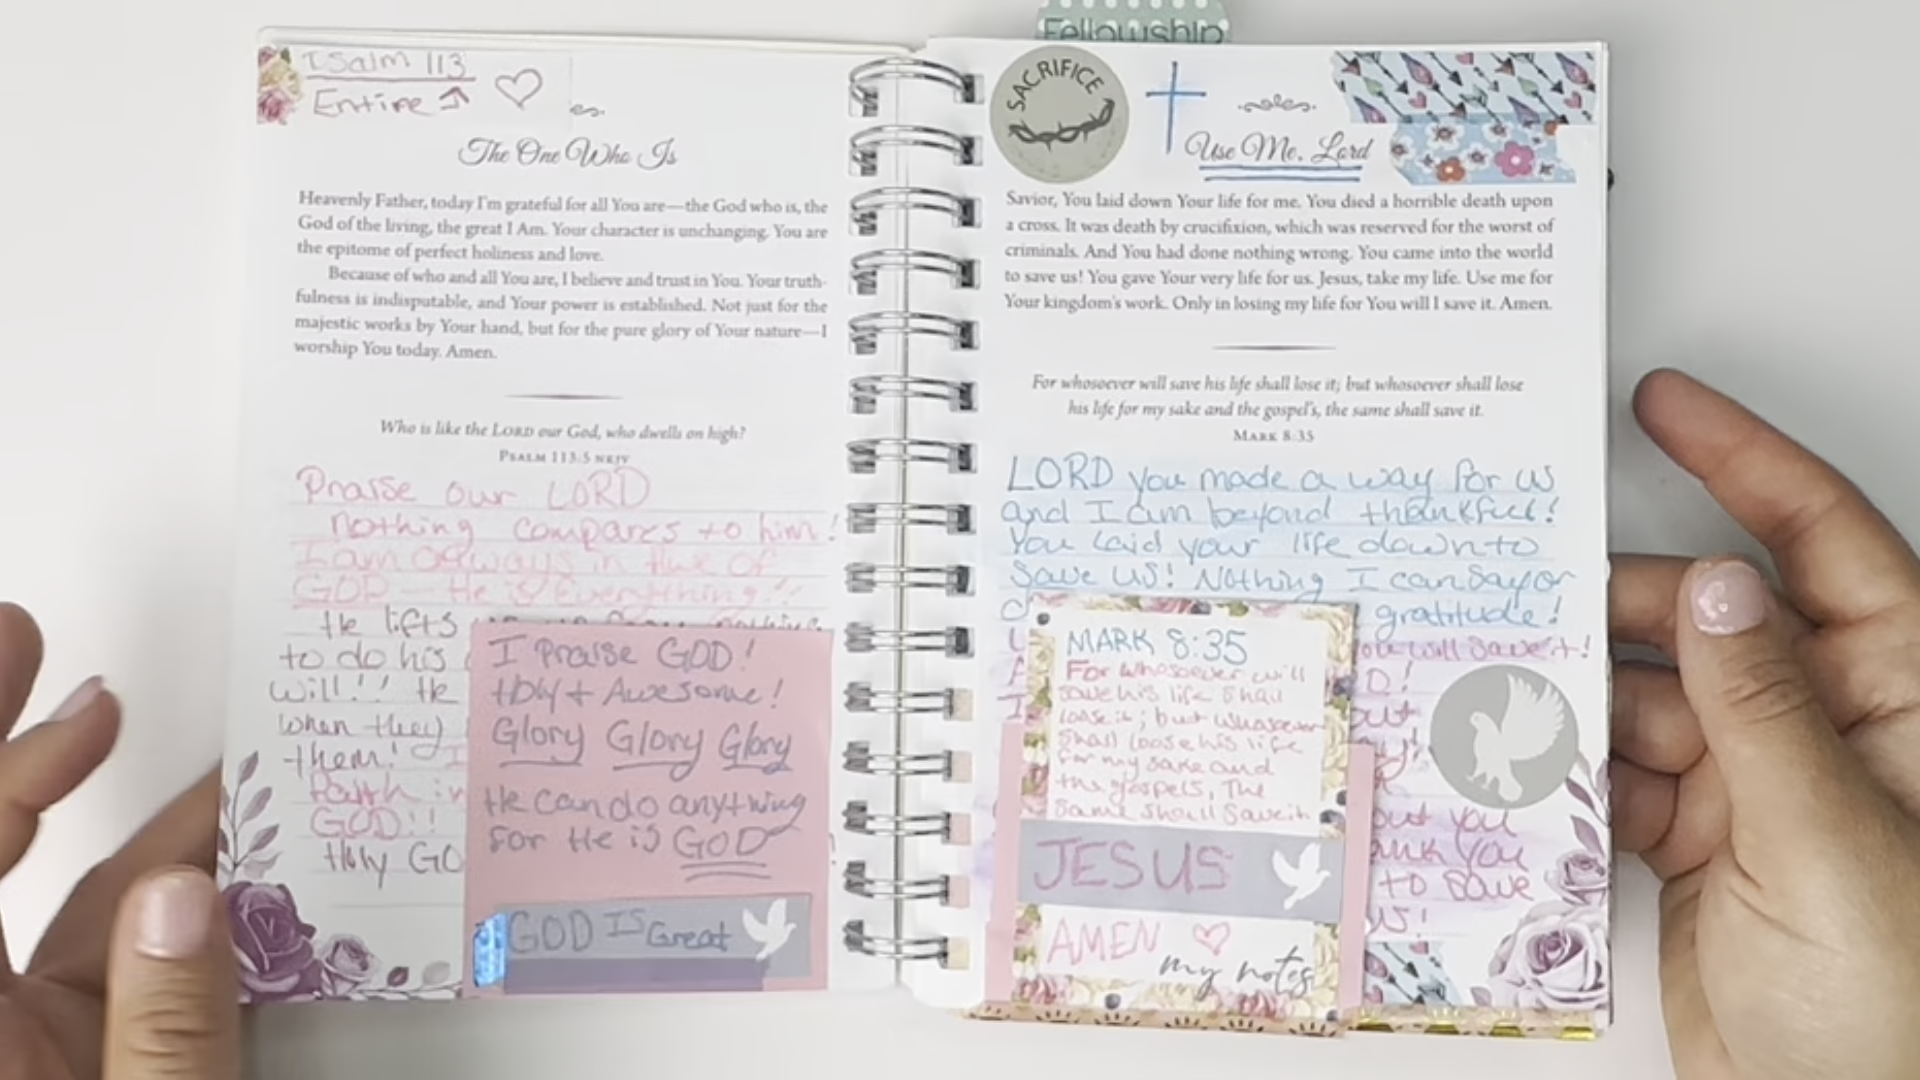 Fellowship
Psalm 113
Entire
The One Who Is
Heavenly Father, today I'm grateful for all You are—the God who is, the
God of the living, the great I Am. Your character is unchanging. You are
the epitome of perfect holiness and love.
Because of who and all You are, I believe and trust in You. Your truth-
fulness is indisputable, and Your power is established. Not just for the
majestic works by Your hand, but for the pure glory of Your nature—I
worship You today. Amen.
Who is like the LORD our God, who dwells on high?
PSALM 113:5 NKJV
Praise our LORD
nothing compares to him!
I am always in the of
GOD - He is Everything!!
He lifts
to do his
will!! He
when they
them! I
faith in
GOD!!
Holy GO
I Praise GOD!
Holy + Awesome!
Glory Glory Glory
He can do anything
for He is GOD
GOD Is Great
SACRIFICE
Use Me, Lord
Savior, You laid down Your life for me. You died a horrible death upon
a cross. It was death by crucifixion, which was reserved for the worst of
criminals. And You had done nothing wrong. You came into the world
to save us! You gave Your very life for us. Jesus, take my life. Use me for
Your kingdom's work. Only in losing my life for You will I save it. Amen.
For whosoever will save his life shall lose it; but whosoever shall lose
his life for my sake and the gospel's, the same shall save it.
MARK 8:35
LORD you made a way for us
and I am beyond thankful!
You laid your life down to
save us! Nothing I can say or
gratitude!
you will save it!
D!
out
out you
ank you
to save
us!
MARK 8:35
For whosoever will
save his life shall
loose it; but whosoever
shall loose his life
for my sake and
the gospels, the
same shall save it
JESUS
AMEN
my notes